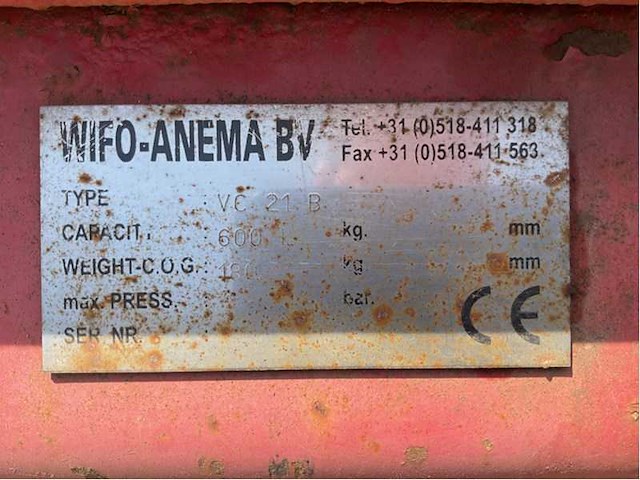 WIFO-ANEMA BV Tel. +31 (0)518-411 318
Fax +31 (0)518-411 563
TYPE : 21 B
CAPACIT : 600 kg. mm
WEIGHT-C.O.G. : kg mm
max. PRESS. : bar.
SER NR. :
CE